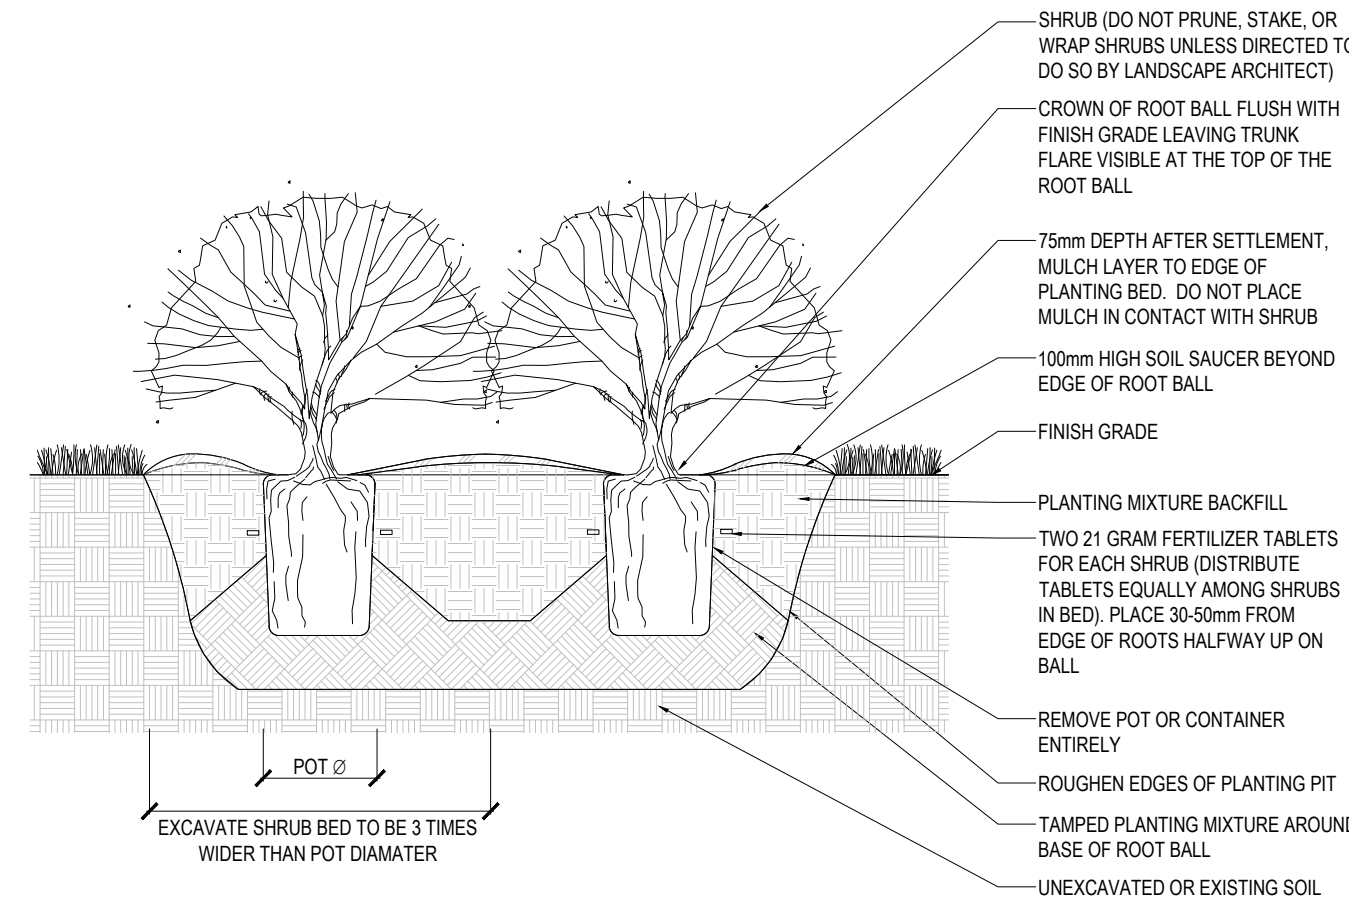 SHRUB (DO NOT PRUNE, STAKE, OR
WRAP SHRUBS UNLESS DIRECTED TO
DO SO BY LANDSCAPE ARCHITECT)
CROWN OF ROOT BALL FLUSH WITH
FINISH GRADE LEAVING TRUNK
FLARE VISIBLE AT THE TOP OF THE
ROOT BALL
75mm DEPTH AFTER SETTLEMENT,
MULCH LAYER TO EDGE OF
PLANTING BED. DO NOT PLACE
MULCH IN CONTACT WITH SHRUB
100mm HIGH SOIL SAUCER BEYOND
EDGE OF ROOT BALL
FINISH GRADE
PLANTING MIXTURE BACKFILL
TWO 21 GRAM FERTILIZER TABLETS
FOR EACH SHRUB (DISTRIBUTE
TABLETS EQUALLY AMONG SHRUBS
IN BED). PLACE 30-50mm FROM
EDGE OF ROOTS HALFWAY UP ON
BALL
REMOVE POT OR CONTAINER
ENTIRELY
ROUGHEN EDGES OF PLANTING PIT
TAMPED PLANTING MIXTURE AROUND
BASE OF ROOT BALL
UNEXCAVATED OR EXISTING SOIL
POT Ø
EXCAVATE SHRUB BED TO BE 3 TIMES
WIDER THAN POT DIAMATER